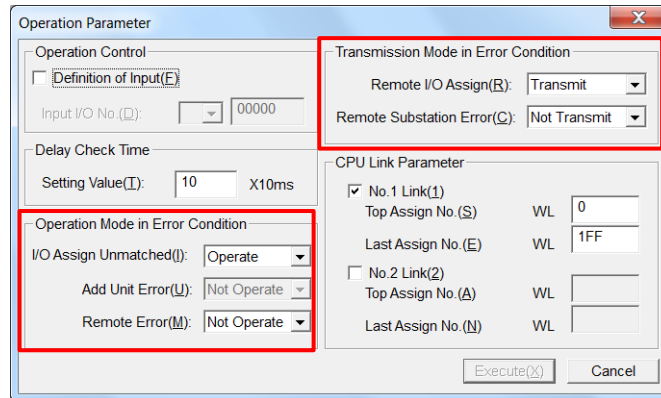 Operation Parameter
Operation Control
Definition of Input(F)
Input I/O No.(D):
00000
Delay Check Time
Setting Value(T):
10
X10ms
Operation Mode in Error Condition
I/O Assign Unmatched(I):
Operate
Add Unit Error(U):
Not Operate
Remote Error(M):
Not Operate
Transmission Mode in Error Condition
Remote I/O Assign(R):
Transmit
Remote Substation Error(C):
Not Transmit
CPU Link Parameter
No.1 Link(1)
Top Assign No.(S)
WL
0
Last Assign No.(E)
WL
1FF
No.2 Link(2)
Top Assign No.(A)
WL
Last Assign No.(N)
WL
Execute(X)
Cancel